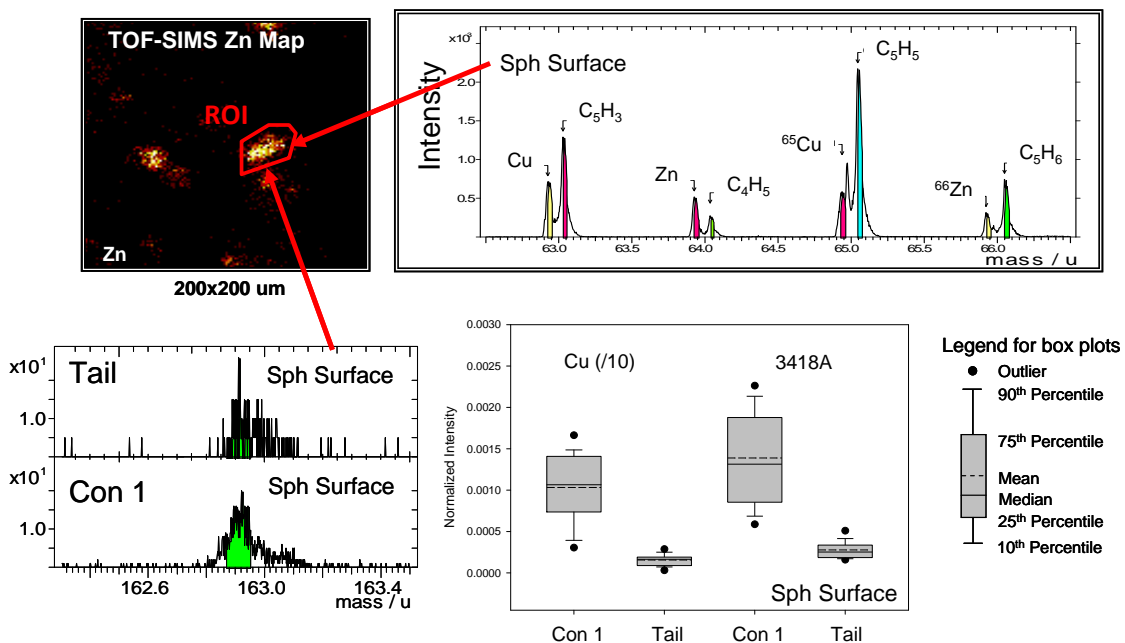 TOF-SIMS Zn Map
ROI
Zn
200x200 um
Sph Surface
x10³
Intensity
2.0
1.5
1.0
0.5
Cu
C₅H₃
Zn
C₄H₅
⁶⁵Cu
C₅H₅
⁶⁶Zn
C₅H₆
63.0 63.5 64.0 64.5 65.0 65.5 66.0
mass / u
x10¹
Tail
Sph Surface
1.0
x10¹
Con 1
Sph Surface
1.0
162.6 163.0 163.4
mass / u
Normalized Intensity
0.0030
0.0025
0.0020
0.0015
0.0010
0.0005
0.0000
Cu (/10)
3418A
Sph Surface
Con 1 Tail Con 1 Tail
Legend for box plots
Outlier
90th Percentile
75th Percentile
Mean
Median
25th Percentile
10th Percentile